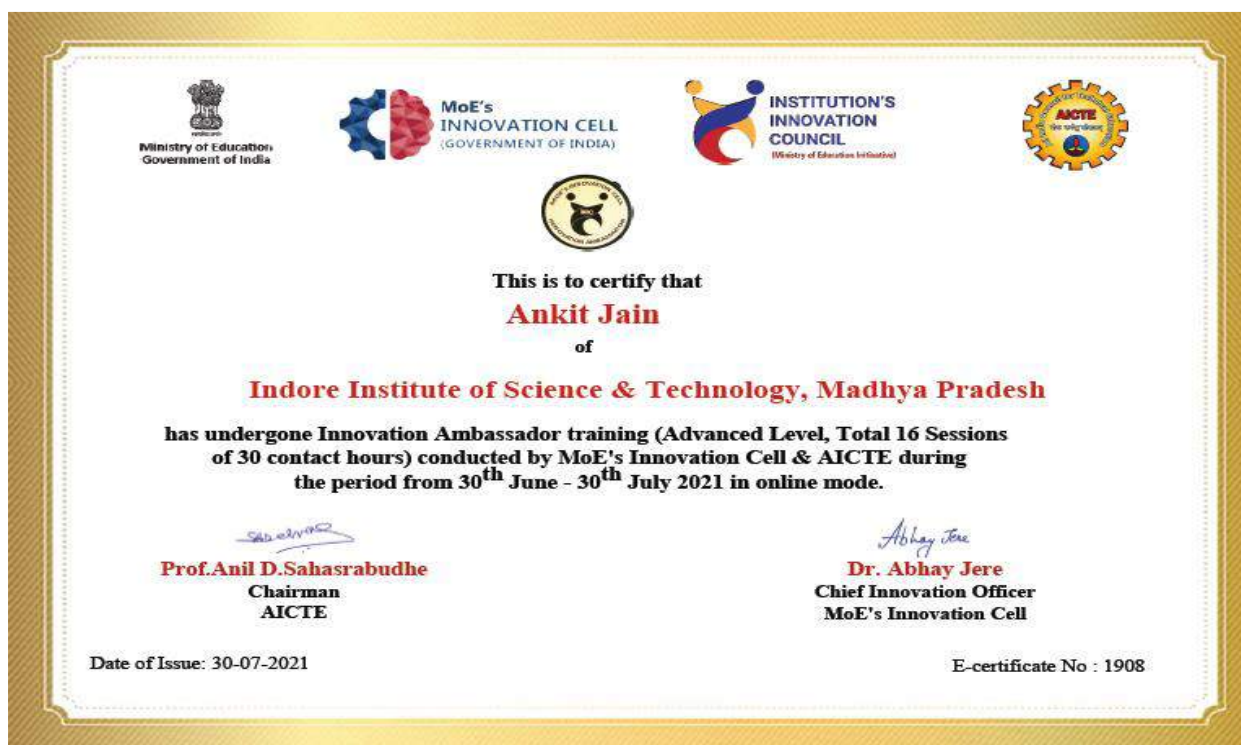 Ministry of Education
Government of India
MoE's
INNOVATION CELL
(GOVERNMENT OF INDIA)
INSTITUTION'S
INNOVATION
COUNCIL
(Ministry of Education Initiative)
AICTE
This is to certify that
Ankit Jain
of
Indore Institute of Science & Technology, Madhya Pradesh
has undergone Innovation Ambassador training (Advanced Level, Total 16 Sessions
of 30 contact hours) conducted by MoE's Innovation Cell & AICTE during
the period from 30th June - 30th July 2021 in online mode.
Abhay Jere
Prof.Anil D.Sahasrabudhe
Chairman
AICTE
Dr. Abhay Jere
Chief Innovation Officer
MoE's Innovation Cell
Date of Issue: 30-07-2021
E-certificate No : 1908